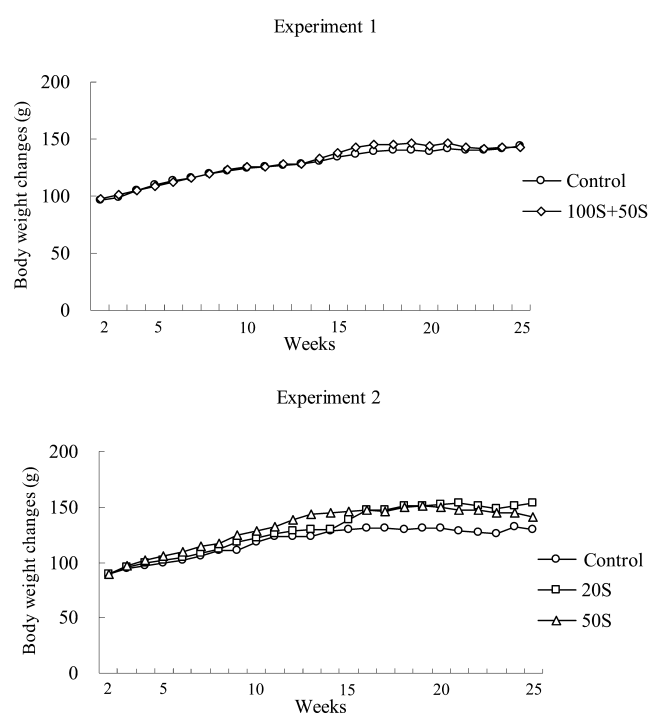 Experiment 1
Body weight changes (g)
200
150
100
50
0
2 5 10 15 20 25
Weeks
Control
100S+50S
Experiment 2
Body weight changes (g)
200
150
100
50
0
2 5 10 15 20 25
Weeks
Control
20S
50S